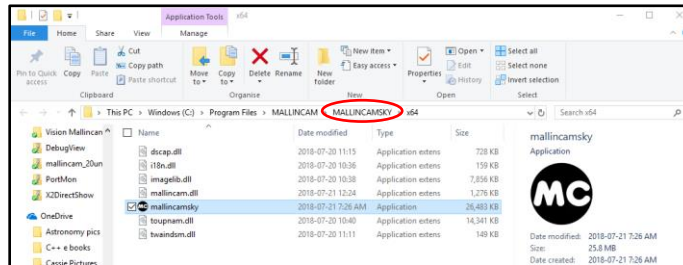 Application Tools x64
File Home Share View Manage
Pin to Quick access
Copy
Paste
Cut
Copy path
Paste shortcut
Move to
Copy to
Delete
Rename
New folder
New item
Easy access
Properties
Open
Edit
History
Select all
Select none
Invert selection
Clipboard Organise New Open Select
This PC > Windows (C:) > Program Files > MALLINCAM MALLINCAMSKY x64
Search x64
Vision Mallincan
DebugView
mallincam_20un
PortMon
X2DirectShow
OneDrive
Astronomy pics
C++ e books
Cassie Pictures
Name Date modified Type Size
dscap.dll 2018-07-20 11:15 Application extens 728 KB
i18n.dll 2018-07-20 10:36 Application extens 159 KB
imagelib.dll 2018-07-20 10:38 Application extens 7,856 KB
mallincam.dll 2018-07-21 12:24 Application extens 1,276 KB
MC mallincamsky 2018-07-21 7:26 AM Application 26,483 KB
toupnam.dll 2018-07-20 10:40 Application extens 14,341 KB
twaindsm.dll 2018-07-20 11:11 Application extens 149 KB
mallincamsky
Application
MC
Date modified: 2018-07-21 7:26 AM
Size: 25.8 MB
Date created: 2018-07-21 7:26 AM